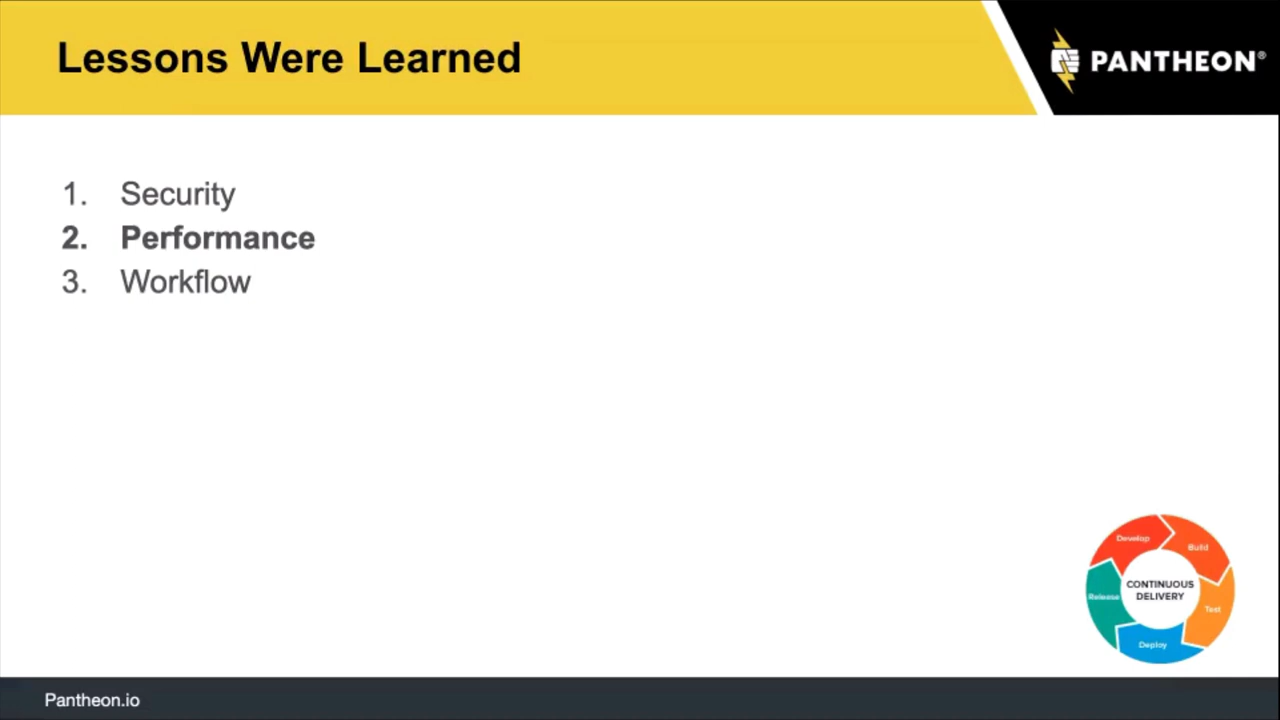 Lessons Were Learned
PANTHEON®
1. Security
2. Performance
3. Workflow
Develop
Build
CONTINUOUS
DELIVERY
Release
Test
Deploy
Pantheon.io